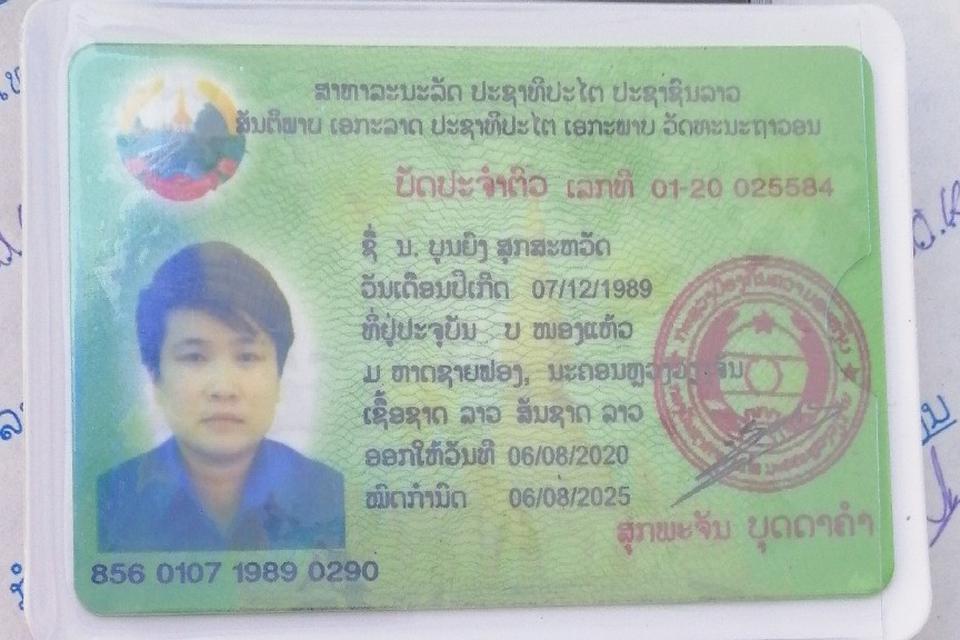 ສາທາລະນະລັດ ປະຊາທິປະໄຕ ປະຊາຊົນລາວ
ສັນຕິພາບ ເອກະລາດ ປະຊາທິປະໄຕ ເອກະພາບ ວັດທະນະຖາວອນ
ບັດປະຈຳຕົວ ເລກທີ 01-20 025584
ຊື່ ນ. ບຸນຍົງ ສຸກສະຫວັດ
ວັນເດືອນປີເກີດ 07/12/1989
ທີ່ຢູ່ປະຈຸບັນ ບ ໜອງແຫ້ວ
ມ ຫາດຊາຍຟອງ, ນະຄອນຫຼວງວຽງຈັນ
ເຊື້ອຊາດ ລາວ ສັນຊາດ ລາວ
ອອກໃຫ້ວັນທີ 06/08/2020
ໝົດກຳນົດ 06/08/2025
ສຸກພະຈັນ ບຸດດາຄຳ
856 0107 1989 0290